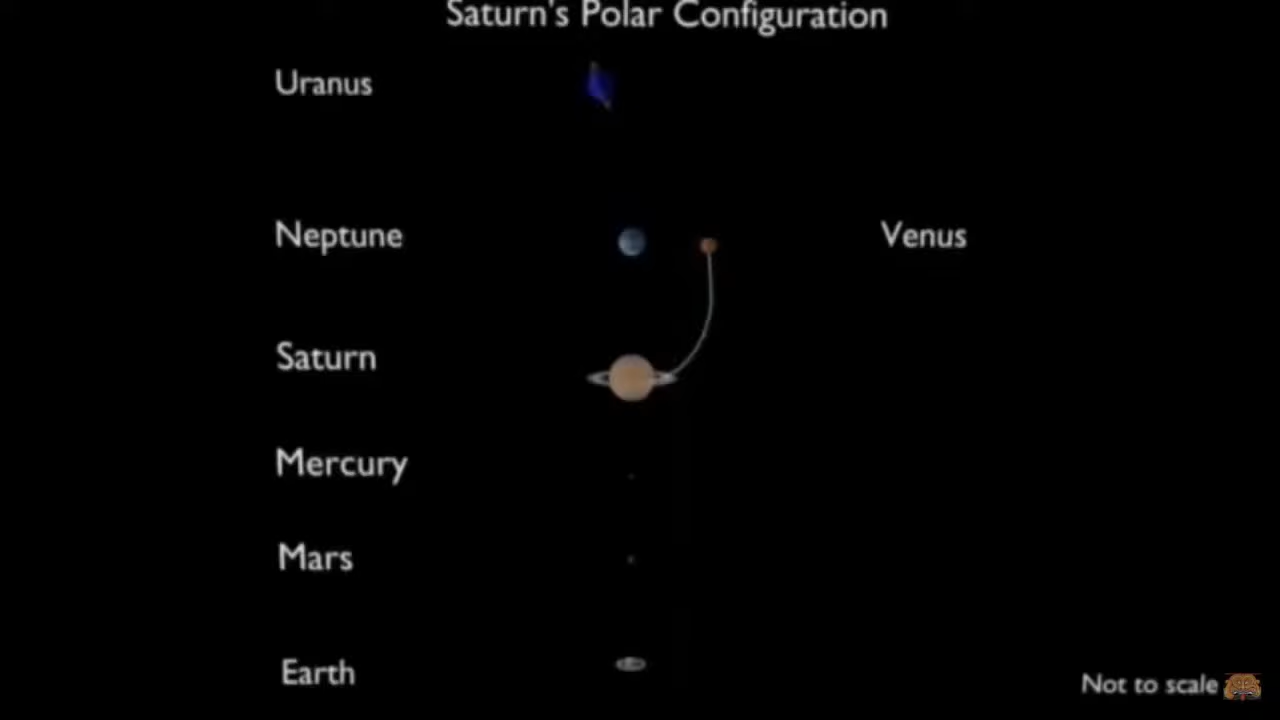 Saturn's Polar Configuration
Uranus
Neptune
Venus
Saturn
Mercury
Mars
Earth
Not to scale